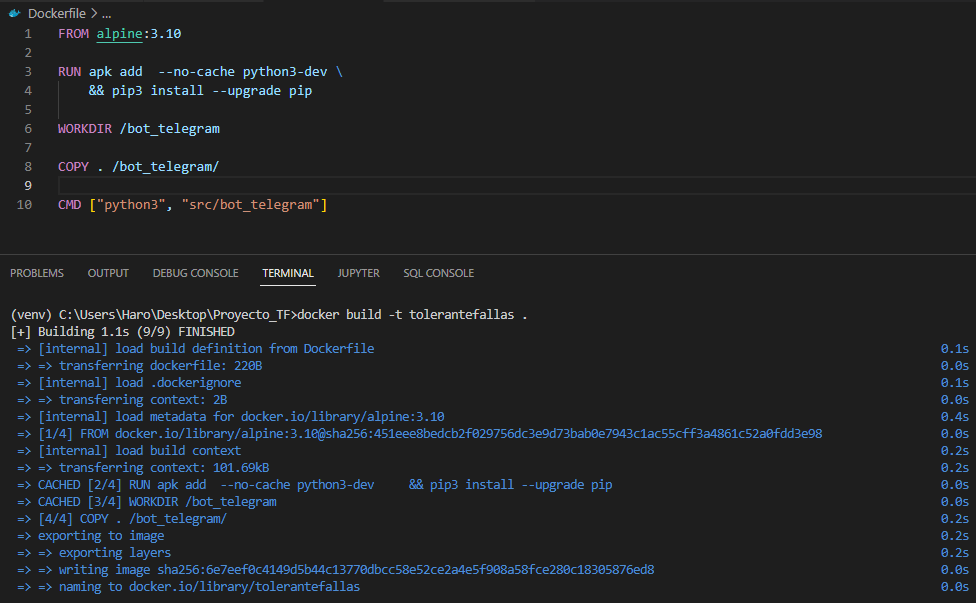 Dockerfile > ...
1 FROM alpine:3.10
2
3 RUN apk add  --no-cache python3-dev \
4     && pip3 install --upgrade pip
5
6 WORKDIR /bot_telegram
7
8 COPY . /bot_telegram/
9
10 CMD ["python3", "src/bot_telegram"]
PROBLEMS OUTPUT DEBUG CONSOLE TERMINAL JUPYTER SQL CONSOLE
(venv) C:\Users\Haro\Desktop\Proyecto_TF>docker build -t tolerantefallas .
[+] Building 1.1s (9/9) FINISHED
=> [internal] load build definition from Dockerfile 0.1s
=> => transferring dockerfile: 220B 0.0s
=> [internal] load .dockerignore 0.1s
=> => transferring context: 2B 0.0s
=> [internal] load metadata for docker.io/library/alpine:3.10 0.4s
=> [1/4] FROM docker.io/library/alpine:3.10@sha256:451eee8bedcb2f029756dc3e9d73bab0e7943c1ac55cff3a4861c52a0fdd3e98 0.0s
=> [internal] load build context 0.2s
=> => transferring context: 101.69kB 0.2s
=> CACHED [2/4] RUN apk add  --no-cache python3-dev     && pip3 install --upgrade pip 0.0s
=> CACHED [3/4] WORKDIR /bot_telegram 0.0s
=> [4/4] COPY . /bot_telegram/ 0.2s
=> exporting to image 0.2s
=> => exporting layers 0.2s
=> => writing image sha256:6e7eef0c4149d5b44c13770dbcc58e52ce2a4e5f908a58fce280c18305876ed8 0.0s
=> => naming to docker.io/library/tolerantefallas 0.0s